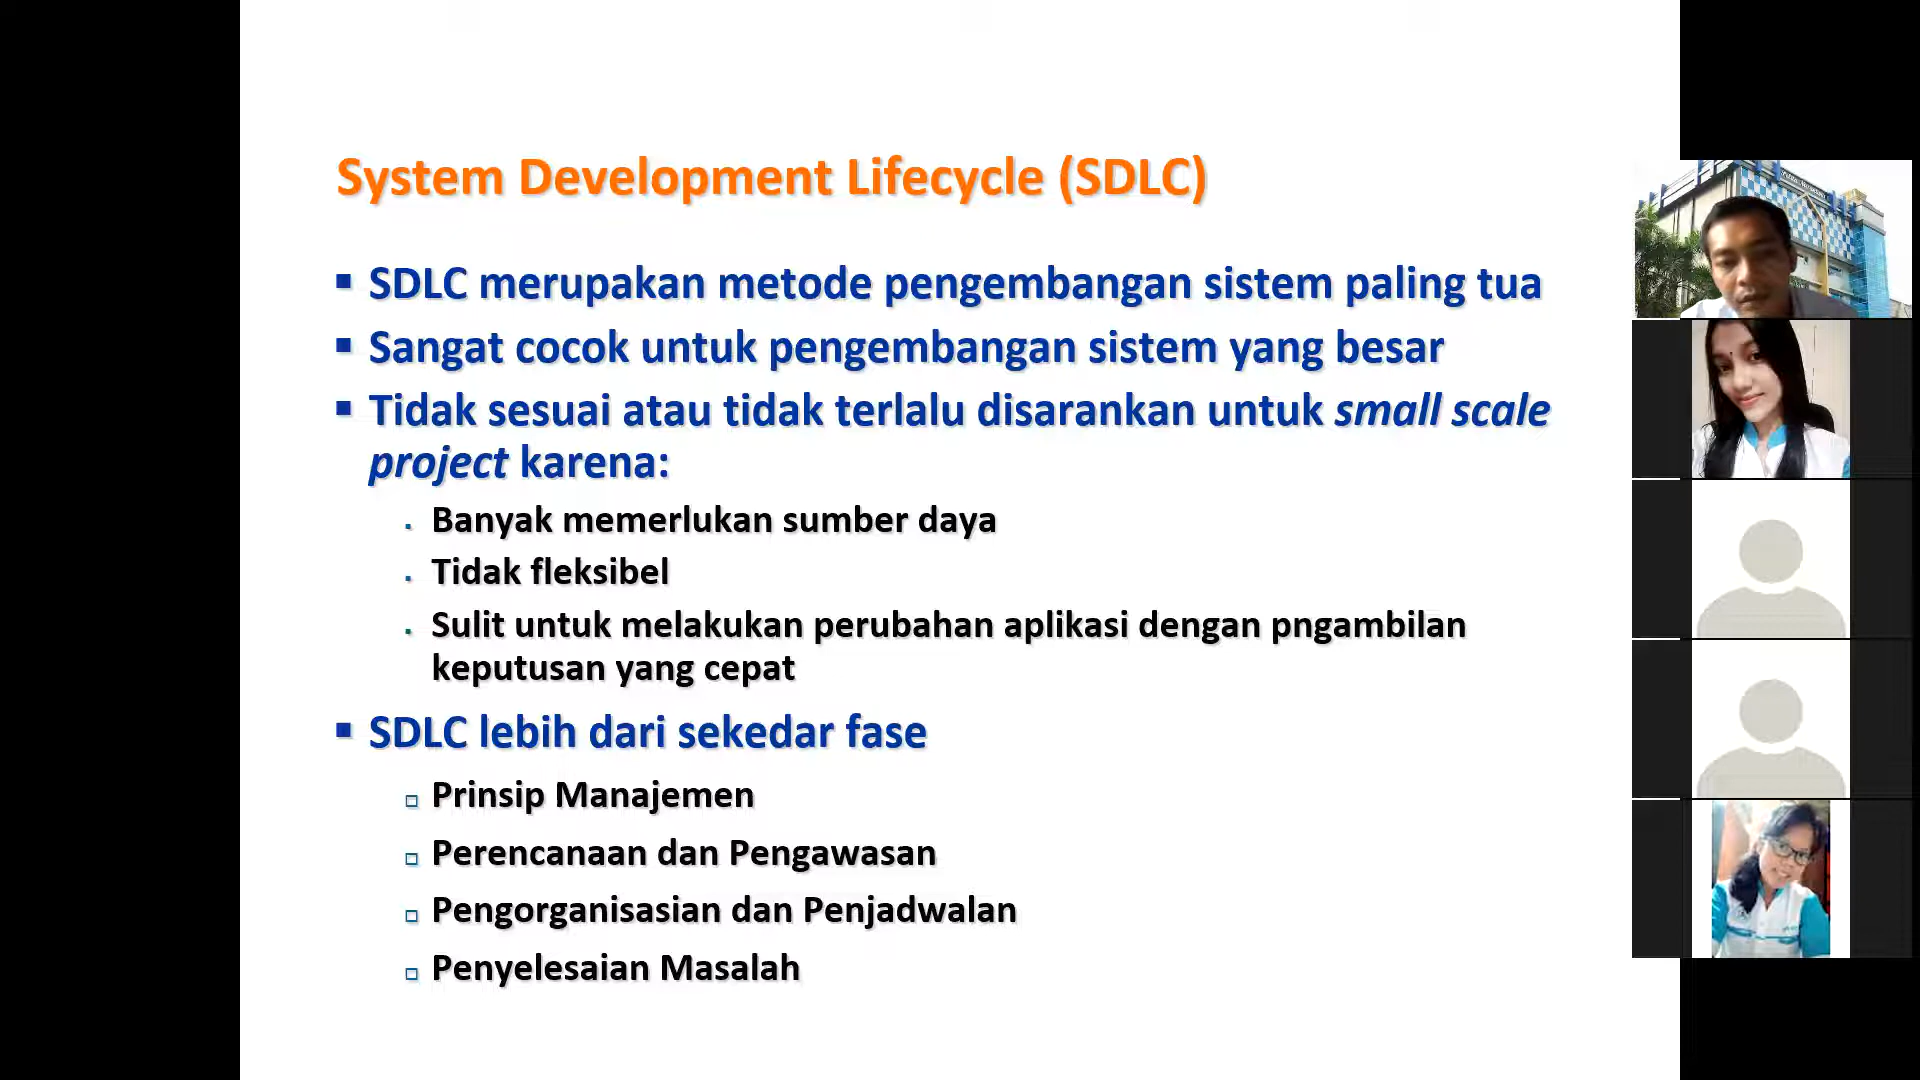 System Development Lifecycle (SDLC)
SDLC merupakan metode pengembangan sistem paling tua
Sangat cocok untuk pengembangan sistem yang besar
Tidak sesuai atau tidak terlalu disarankan untuk small scale
project karena:
Banyak memerlukan sumber daya
Tidak fleksibel
Sulit untuk melakukan perubahan aplikasi dengan pngambilan
keputusan yang cepat
SDLC lebih dari sekedar fase
Prinsip Manajemen
Perencanaan dan Pengawasan
Pengorganisasian dan Penjadwalan
Penyelesaian Masalah